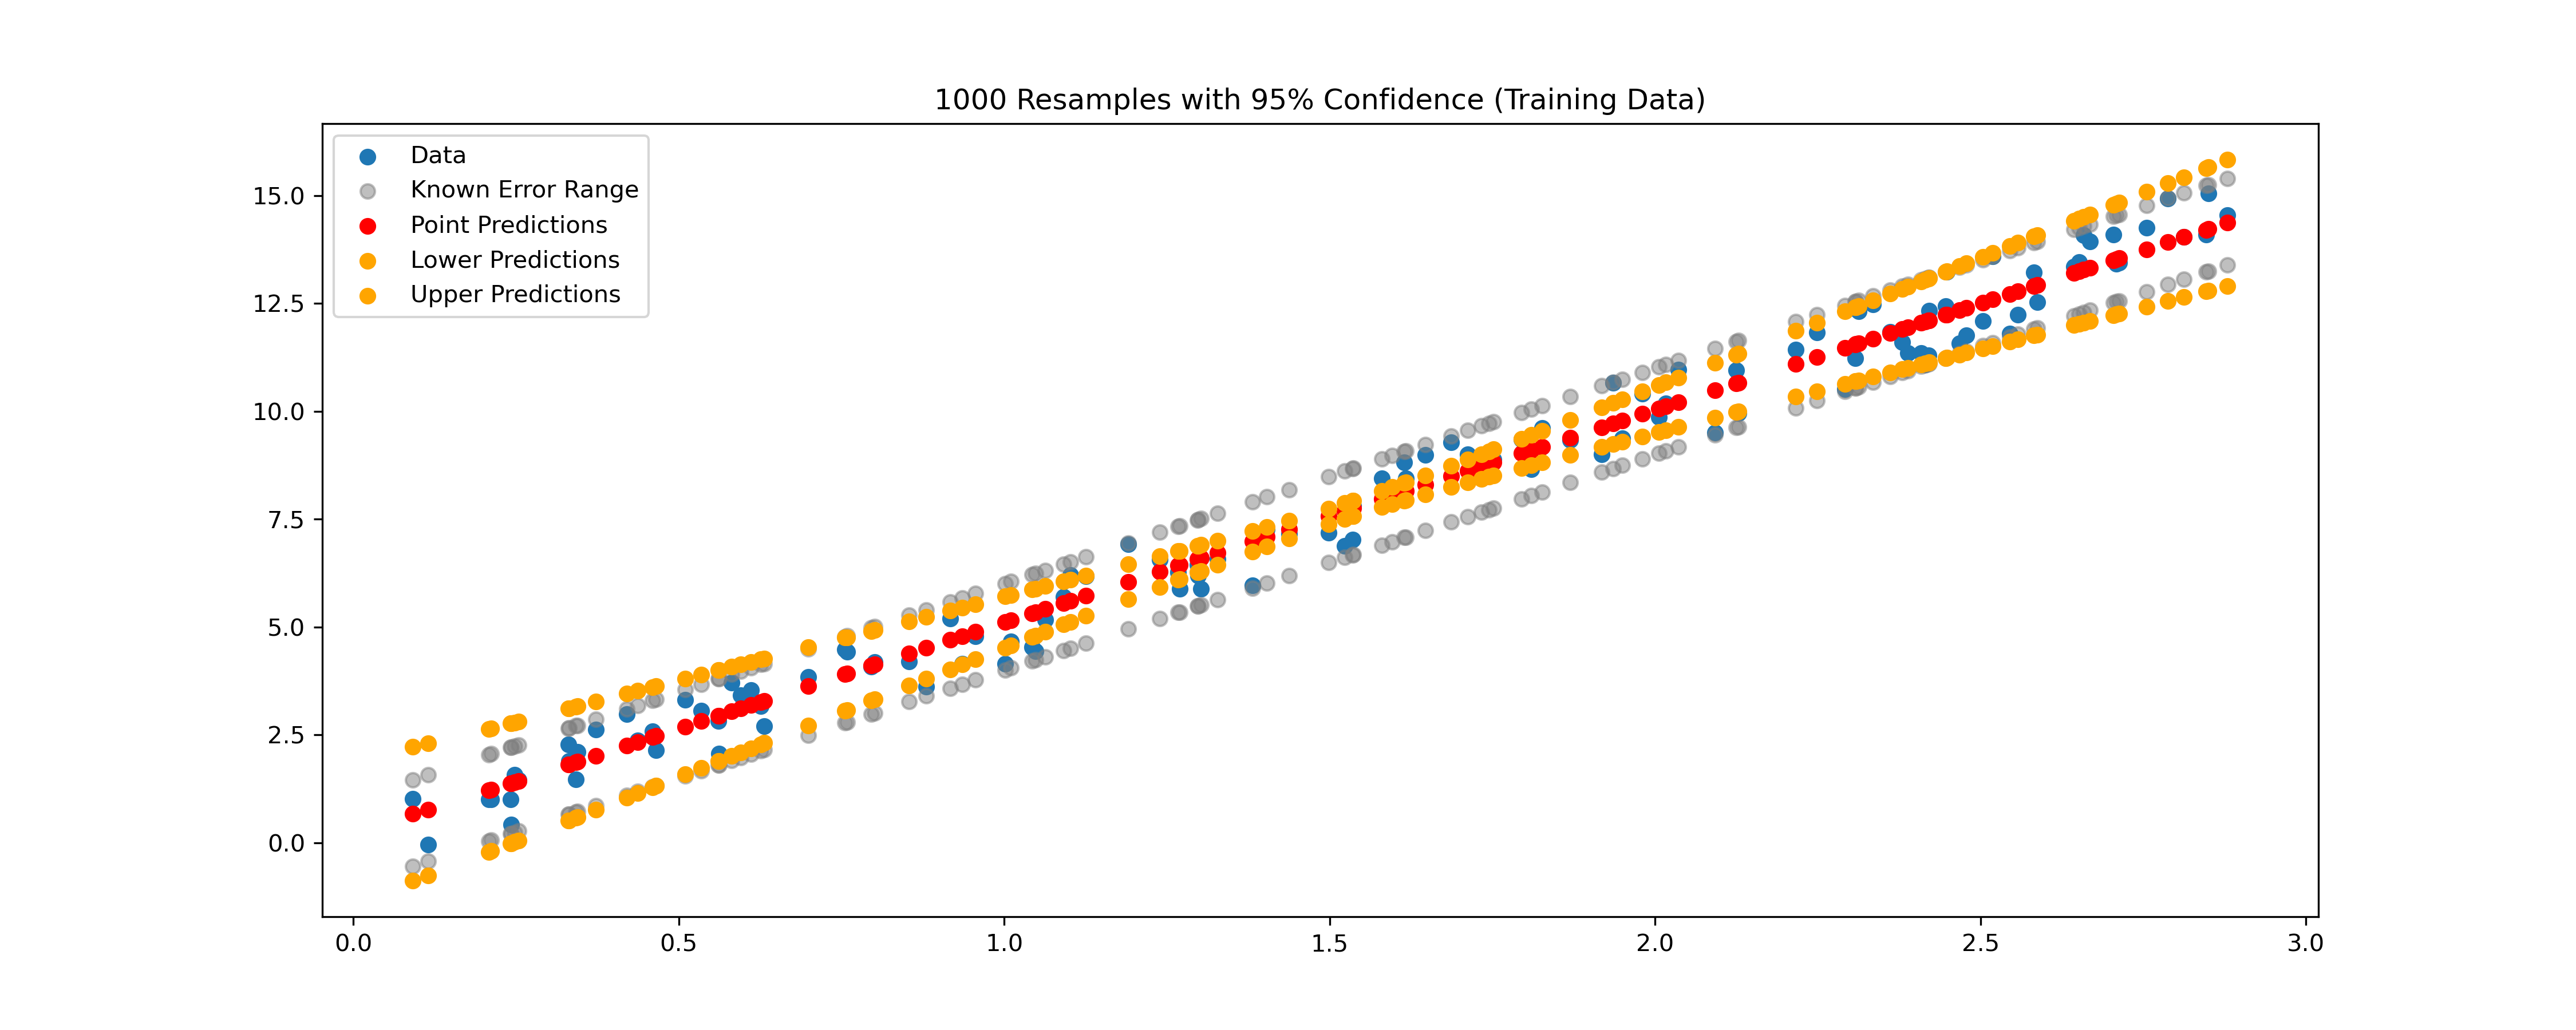 1000 Resamples with 95% Confidence (Training Data)
Data
Known Error Range
Point Predictions
Lower Predictions
Upper Predictions
15.0
12.5
10.0
7.5
5.0
2.5
0.0
0.0 0.5 1.0 1.5 2.0 2.5 3.0